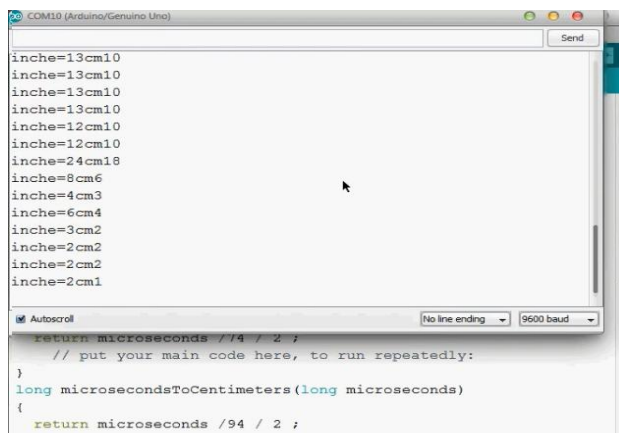 COM10 (Arduino/Genuino Uno)
Send
inche=13cm10
inche=13cm10
inche=13cm10
inche=13cm10
inche=12cm10
inche=12cm10
inche=24cm18
inche=8cm6
inche=4cm3
inche=6cm4
inche=3cm2
inche=2cm2
inche=2cm2
inche=2cm1
Autoscroll
No line ending
9600 baud
return microseconds /74 / 2 ;
// put your main code here, to run repeatedly:
}
long microsecondsToCentimeters(long microseconds)
{
return microseconds /94 / 2 ;